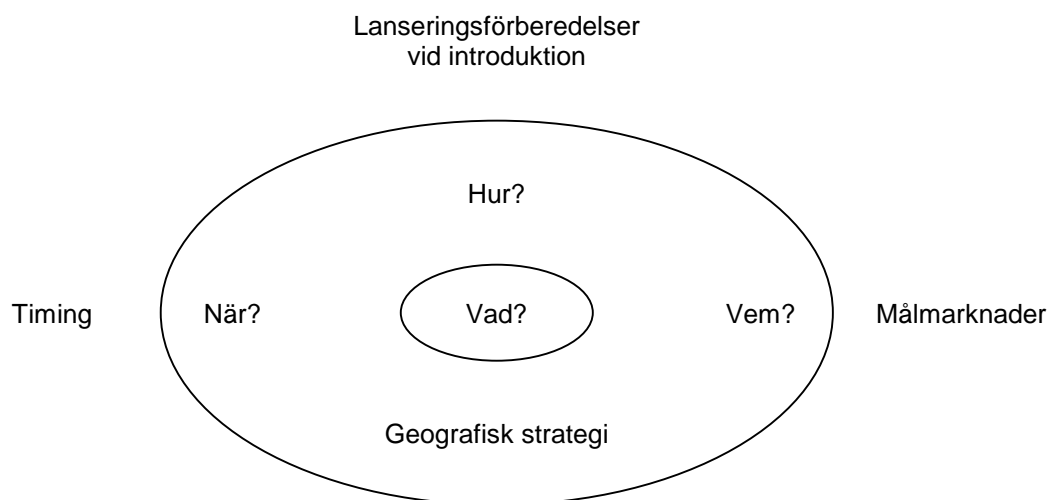 Lanseringsförberedelser
vid introduktion
Hur?
Timing
När?
Vad?
Vem?
Målmarknader
Geografisk strategi